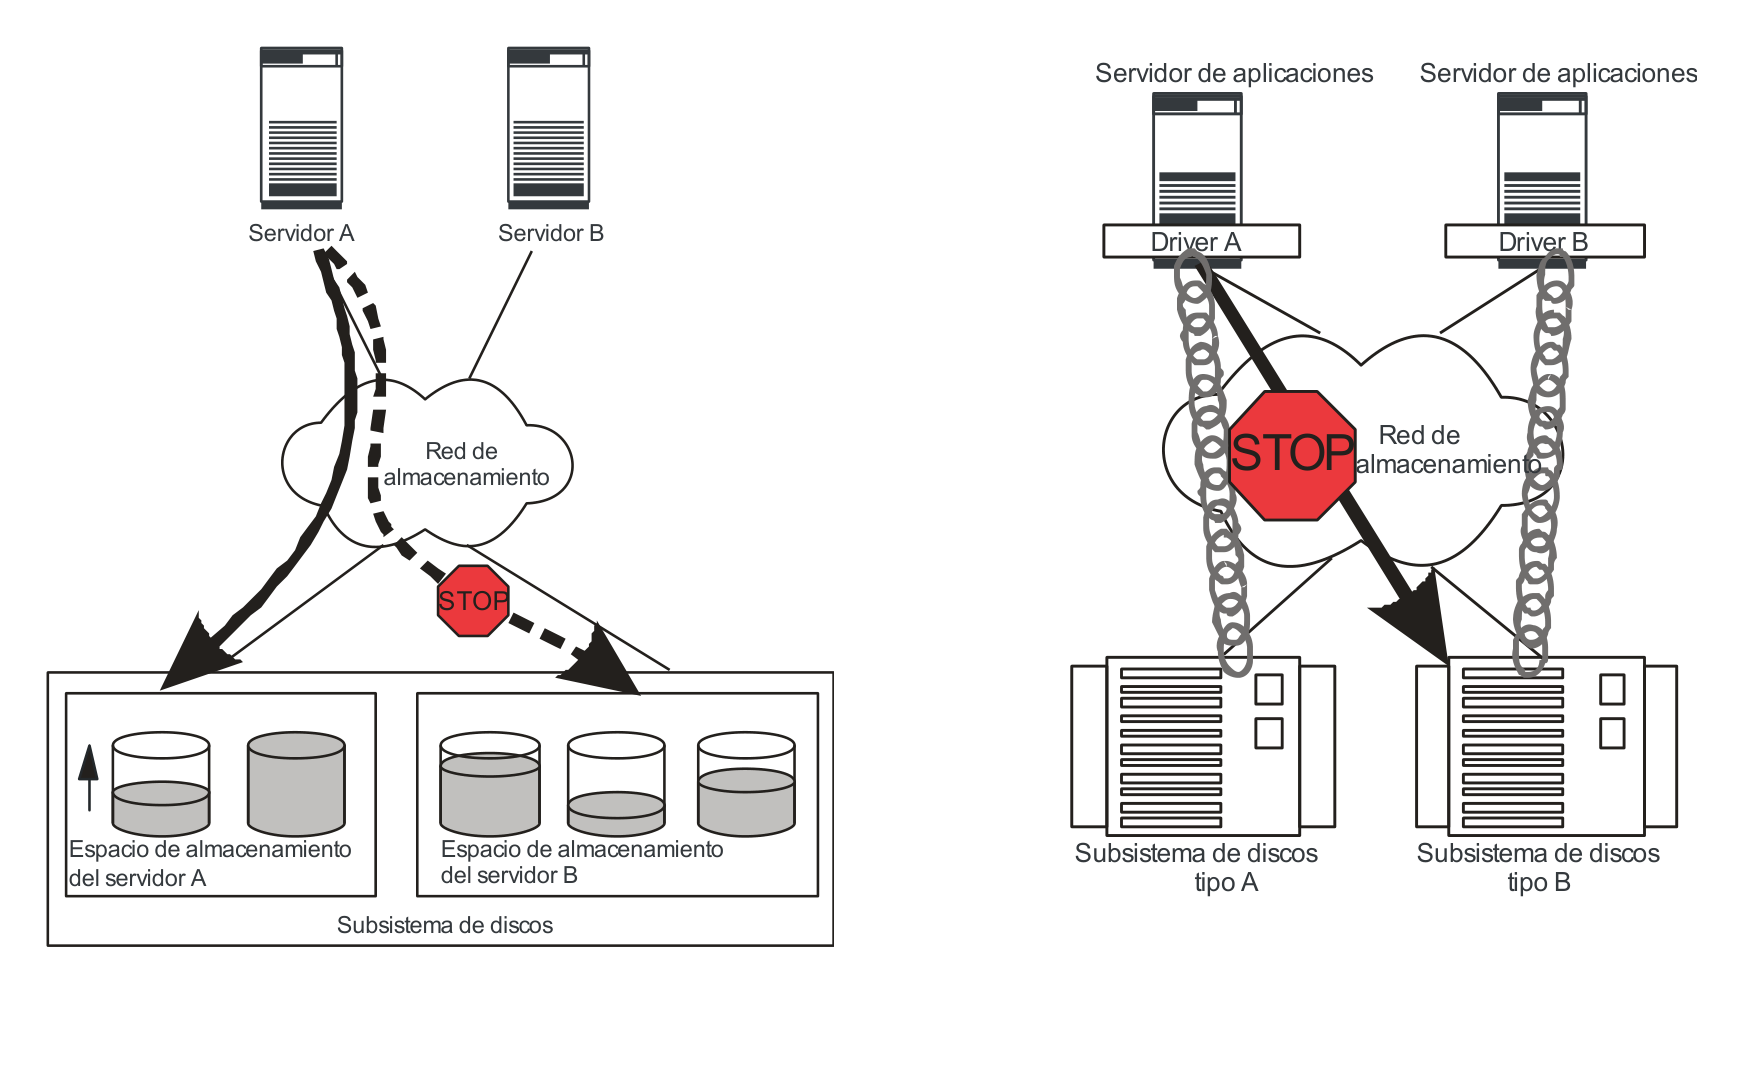 Servidor A
Servidor B
Red de
almacenamiento
STOP
Espacio de almacenamiento
del servidor A
Espacio de almacenamiento
del servidor B
Subsistema de discos
Servidor de aplicaciones
Servidor de aplicaciones
Driver A
Driver B
STOP
Red de
almacenamiento
Subsistema de discos
tipo A
Subsistema de discos
tipo B